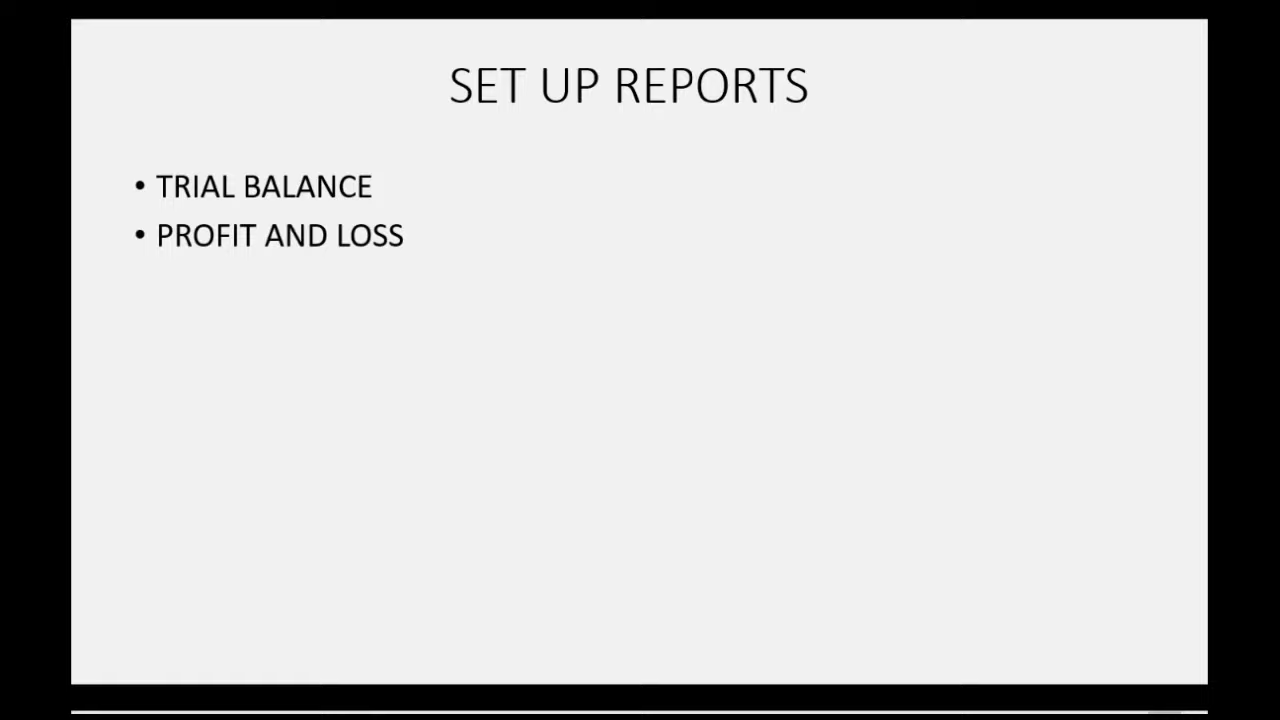 SET UP REPORTS
• TRIAL BALANCE
• PROFIT AND LOSS